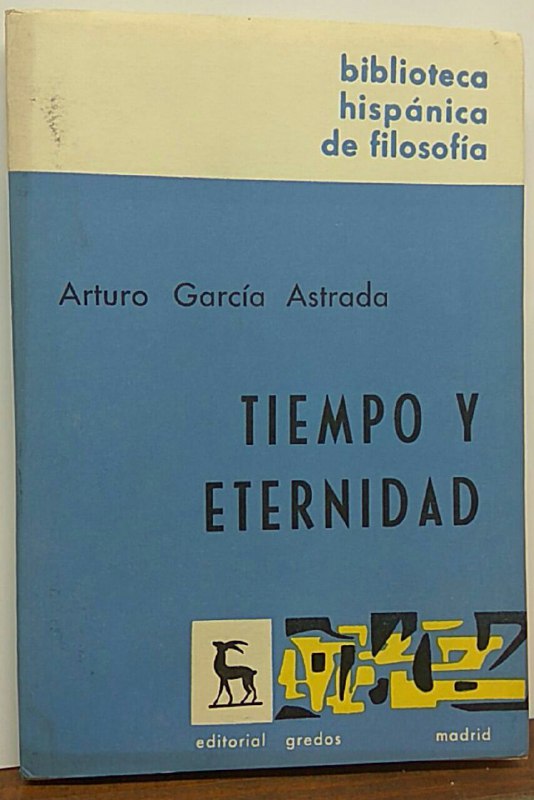 biblioteca
hispánica
de filosofía
Arturo García Astrada
TIEMPO Y
ETERNIDAD
editorial gredos madrid